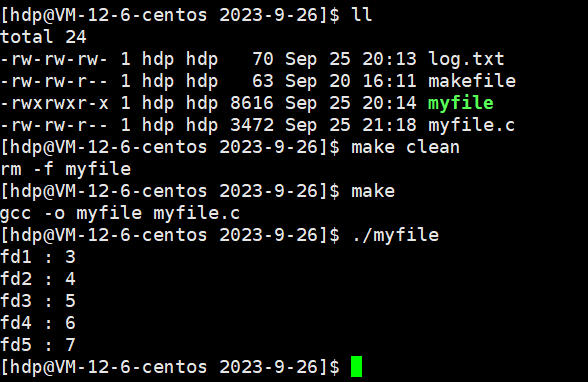 [hdp@VM-12-6-centos 2023-9-26]$ ll
total 24
-rw-rw-rw- 1 hdp hdp   70 Sep 25 20:13 log.txt
-rw-rw-r-- 1 hdp hdp   63 Sep 20 16:11 makefile
-rwxrwxr-x 1 hdp hdp 8616 Sep 25 20:14 myfile
-rw-rw-r-- 1 hdp hdp 3472 Sep 25 21:18 myfile.c
[hdp@VM-12-6-centos 2023-9-26]$ make clean
rm -f myfile
[hdp@VM-12-6-centos 2023-9-26]$ make
gcc -o myfile myfile.c
[hdp@VM-12-6-centos 2023-9-26]$ ./myfile
fd1 : 3
fd2 : 4
fd3 : 5
fd4 : 6
fd5 : 7
[hdp@VM-12-6-centos 2023-9-26]$